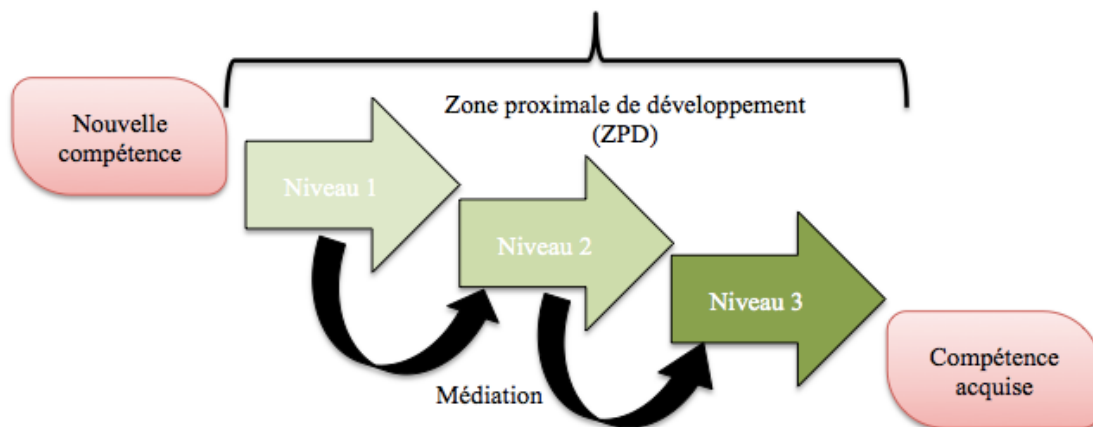 Nouvelle
compétence
Zone proximale de développement
(ZPD)
Niveau 1
Niveau 2
Niveau 3
Médiation
Compétence
acquise